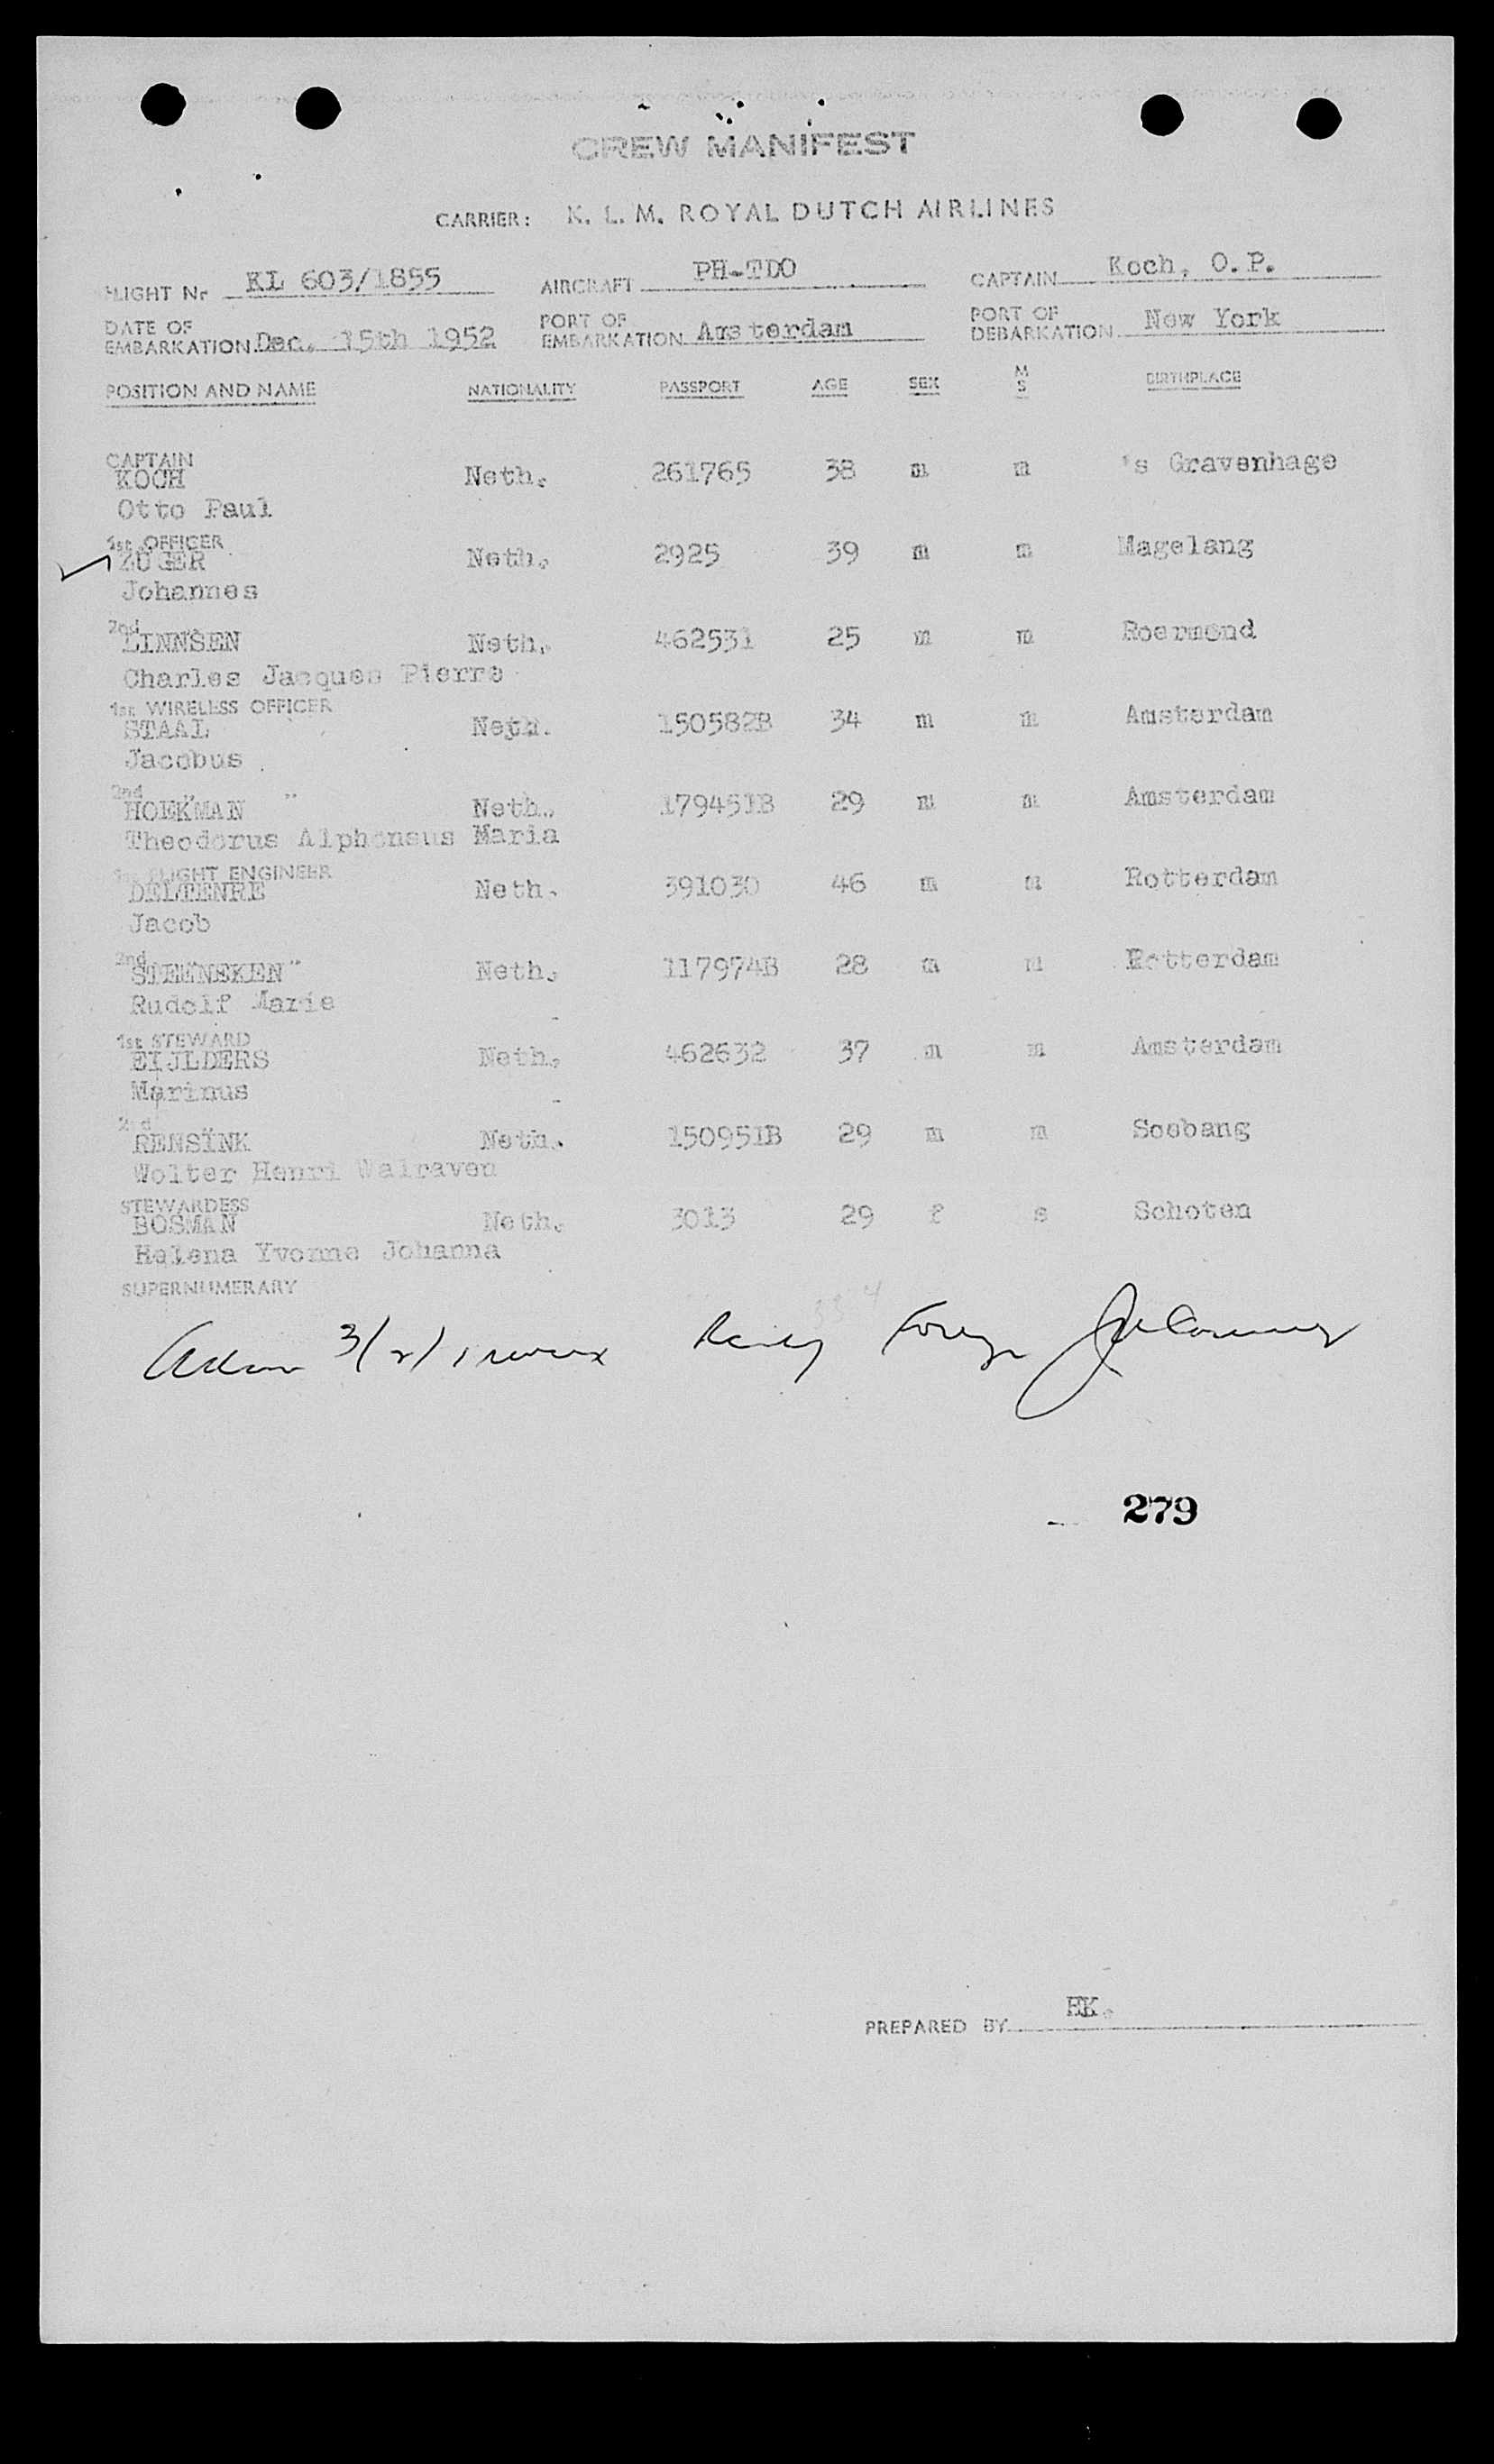 CREW MANIFEST
CARRIER: K. L. M. ROYAL DUTCH AIRLINES
FLIGHT Nr KL 603/1855 AIRCRAFT PH-TDO CAPTAIN Koch, O.P.
DATE OF EMBARKATION Dec. 15th 1952 PORT OF EMBARKATION Amsterdam PORT OF DEBARKATION New York
POSITION AND NAME NATIONALITY PASSPORT AGE SEX M S BIRTHPLACE
CAPTAIN
KOCH Neth. 261765 38 m m 's Gravenhage
Otto Paul
1st OFFICER
ZÜGER Neth. 2925 39 m m Magelang
Johannes
2nd " "
LINNSEN Neth. 462531 25 m m Roermond
Charles Jacques Pierre
1st WIRELESS OFFICER
STAAL Neth. 150582B 34 m m Amsterdam
Jacobus
2nd " "
HOEKMAN Neth. 179451B 29 m m Amsterdam
Theodorus Alphonsus Maria
1st FLIGHT ENGINEER
DELTENRE Neth. 391030 46 m m Rotterdam
Jacob
2nd " "
STEENEKEN Neth. 117974B 28 m m Rotterdam
Rudolf Marie
1st STEWARD
EIJLDERS Neth. 462632 37 m m Amsterdam
Marinus
2nd "
RENSINK Neth. 150951B 29 m m Soebang
Wolter Henri Walraven
STEWARDESS
BOSMAN Neth. 3013 29 f s Schoten
Helena Yvonne Johanna
SUPERNUMERARY
279
PREPARED BY HK.